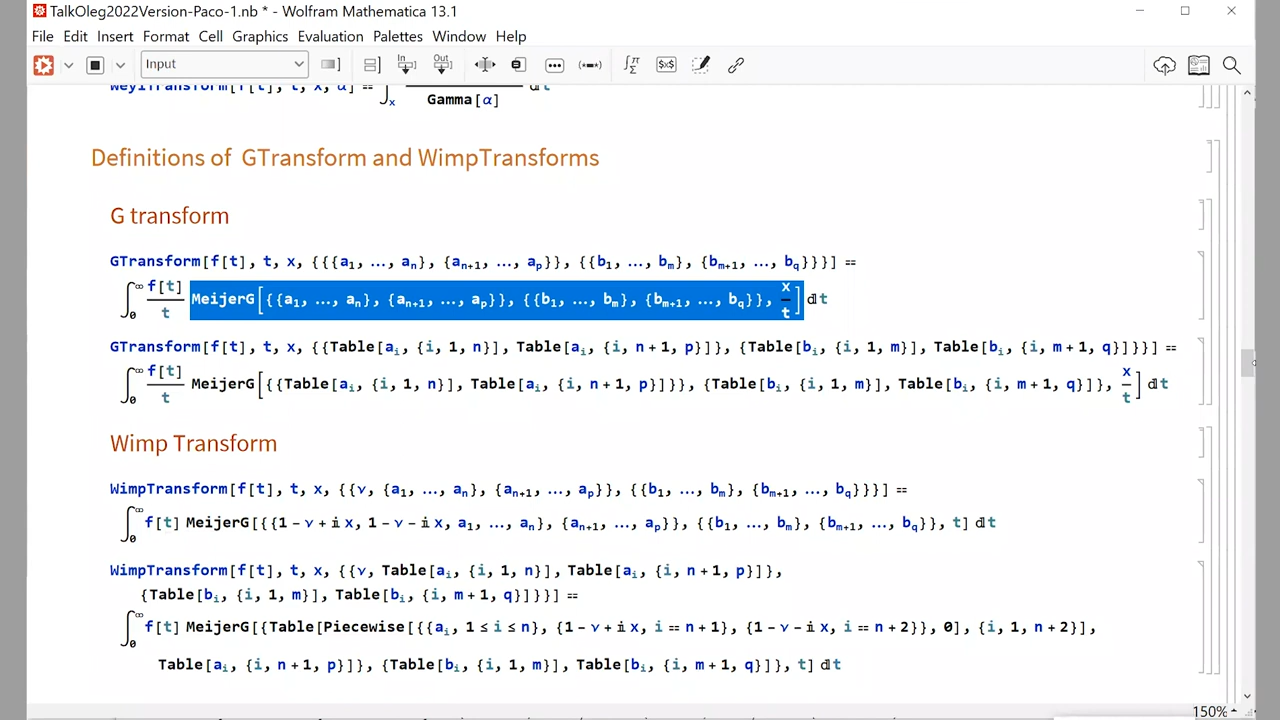 TalkOleg2022Version-Paco-1.nb * - Wolfram Mathematica 13.1
File Edit Insert Format Cell Graphics Evaluation Palettes Window Help
Input In Out $x$
WeylTransform[f[t], t, x, α] == ∫x Gamma[α] ⅆt
Definitions of GTransform and WimpTransforms
G transform
GTransform[f[t], t, x, {{{a1, …, an}, {an+1, …, ap}}, {{b1, …, bm}, {bm+1, …, bq}}}] ==
∫0∞ f[t]/t MeijerG[{{a1, …, an}, {an+1, …, ap}}, {{b1, …, bm}, {bm+1, …, bq}}, x/t] ⅆt
GTransform[f[t], t, x, {{Table[ai, {i, 1, n}], Table[ai, {i, n + 1, p}]}, {Table[bi, {i, 1, m}], Table[bi, {i, m + 1, q}]}}] ==
∫0∞ f[t]/t MeijerG[{{Table[ai, {i, 1, n}], Table[ai, {i, n + 1, p}]}}, {Table[bi, {i, 1, m}], Table[bi, {i, m + 1, q}]}, x/t] ⅆt
Wimp Transform
WimpTransform[f[t], t, x, {{ν, {a1, …, an}, {an+1, …, ap}}, {{b1, …, bm}, {bm+1, …, bq}}}] ==
∫0∞ f[t] MeijerG[{{1 - ν + ⅈ x, 1 - ν - ⅈ x, a1, …, an}, {an+1, …, ap}}, {{b1, …, bm}, {bm+1, …, bq}}, t] ⅆt
WimpTransform[f[t], t, x, {{ν, Table[ai, {i, 1, n}], Table[ai, {i, n + 1, p}]},
{Table[bi, {i, 1, m}], Table[bi, {i, m + 1, q}]}}] ==
∫0∞ f[t] MeijerG[{Table[Piecewise[{{ai, 1 ≤ i ≤ n}, {1 - ν + ⅈ x, i == n + 1}, {1 - ν - ⅈ x, i == n + 2}}, 0], {i, 1, n + 2}],
Table[ai, {i, n + 1, p}]}, {Table[bi, {i, 1, m}], Table[bi, {i, m + 1, q}]}, t] ⅆt
150%